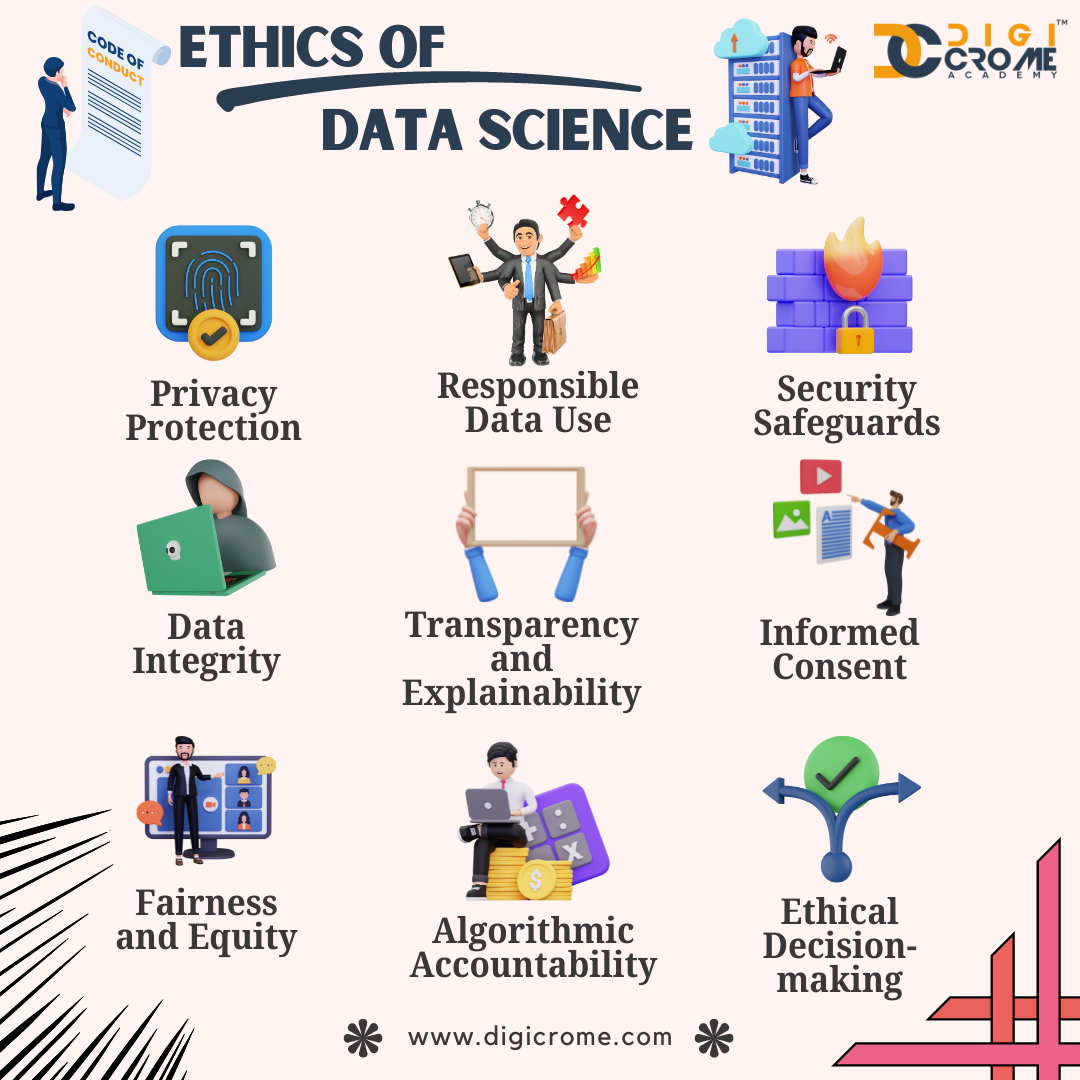 CODE OF
CONDUCT
ETHICS OF
DATA SCIENCE
DC DIGI
CROME
ACADEMY
TM
Privacy
Protection
Responsible
Data Use
Security
Safeguards
Data
Integrity
Transparency
and
Explainability
A
Informed
Consent
T
Fairness
and Equity
X
$
Algorithmic
Accountability
Ethical
Decision-
making
www.digicrome.com